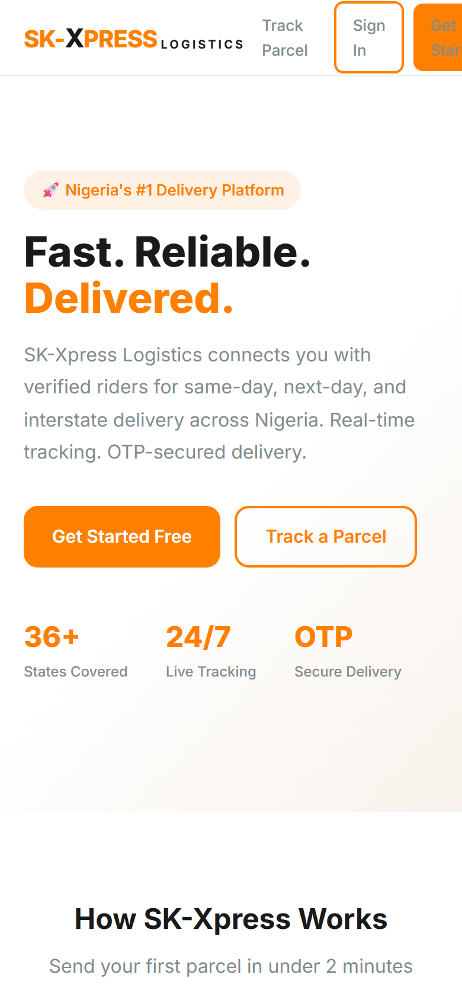 SK-XPRESS LOGISTICS
Track
Parcel
Sign
In
Get
🚀 Nigeria's #1 Delivery Platform
Fast. Reliable.
Delivered.
SK-Xpress Logistics connects you with
verified riders for same-day, next-day, and
interstate delivery across Nigeria. Real-time
tracking. OTP-secured delivery.
Get Started Free
Track a Parcel
36+
24/7
OTP
States Covered
Live Tracking
Secure Delivery
How SK-Xpress Works
Send your first parcel in under 2 minutes